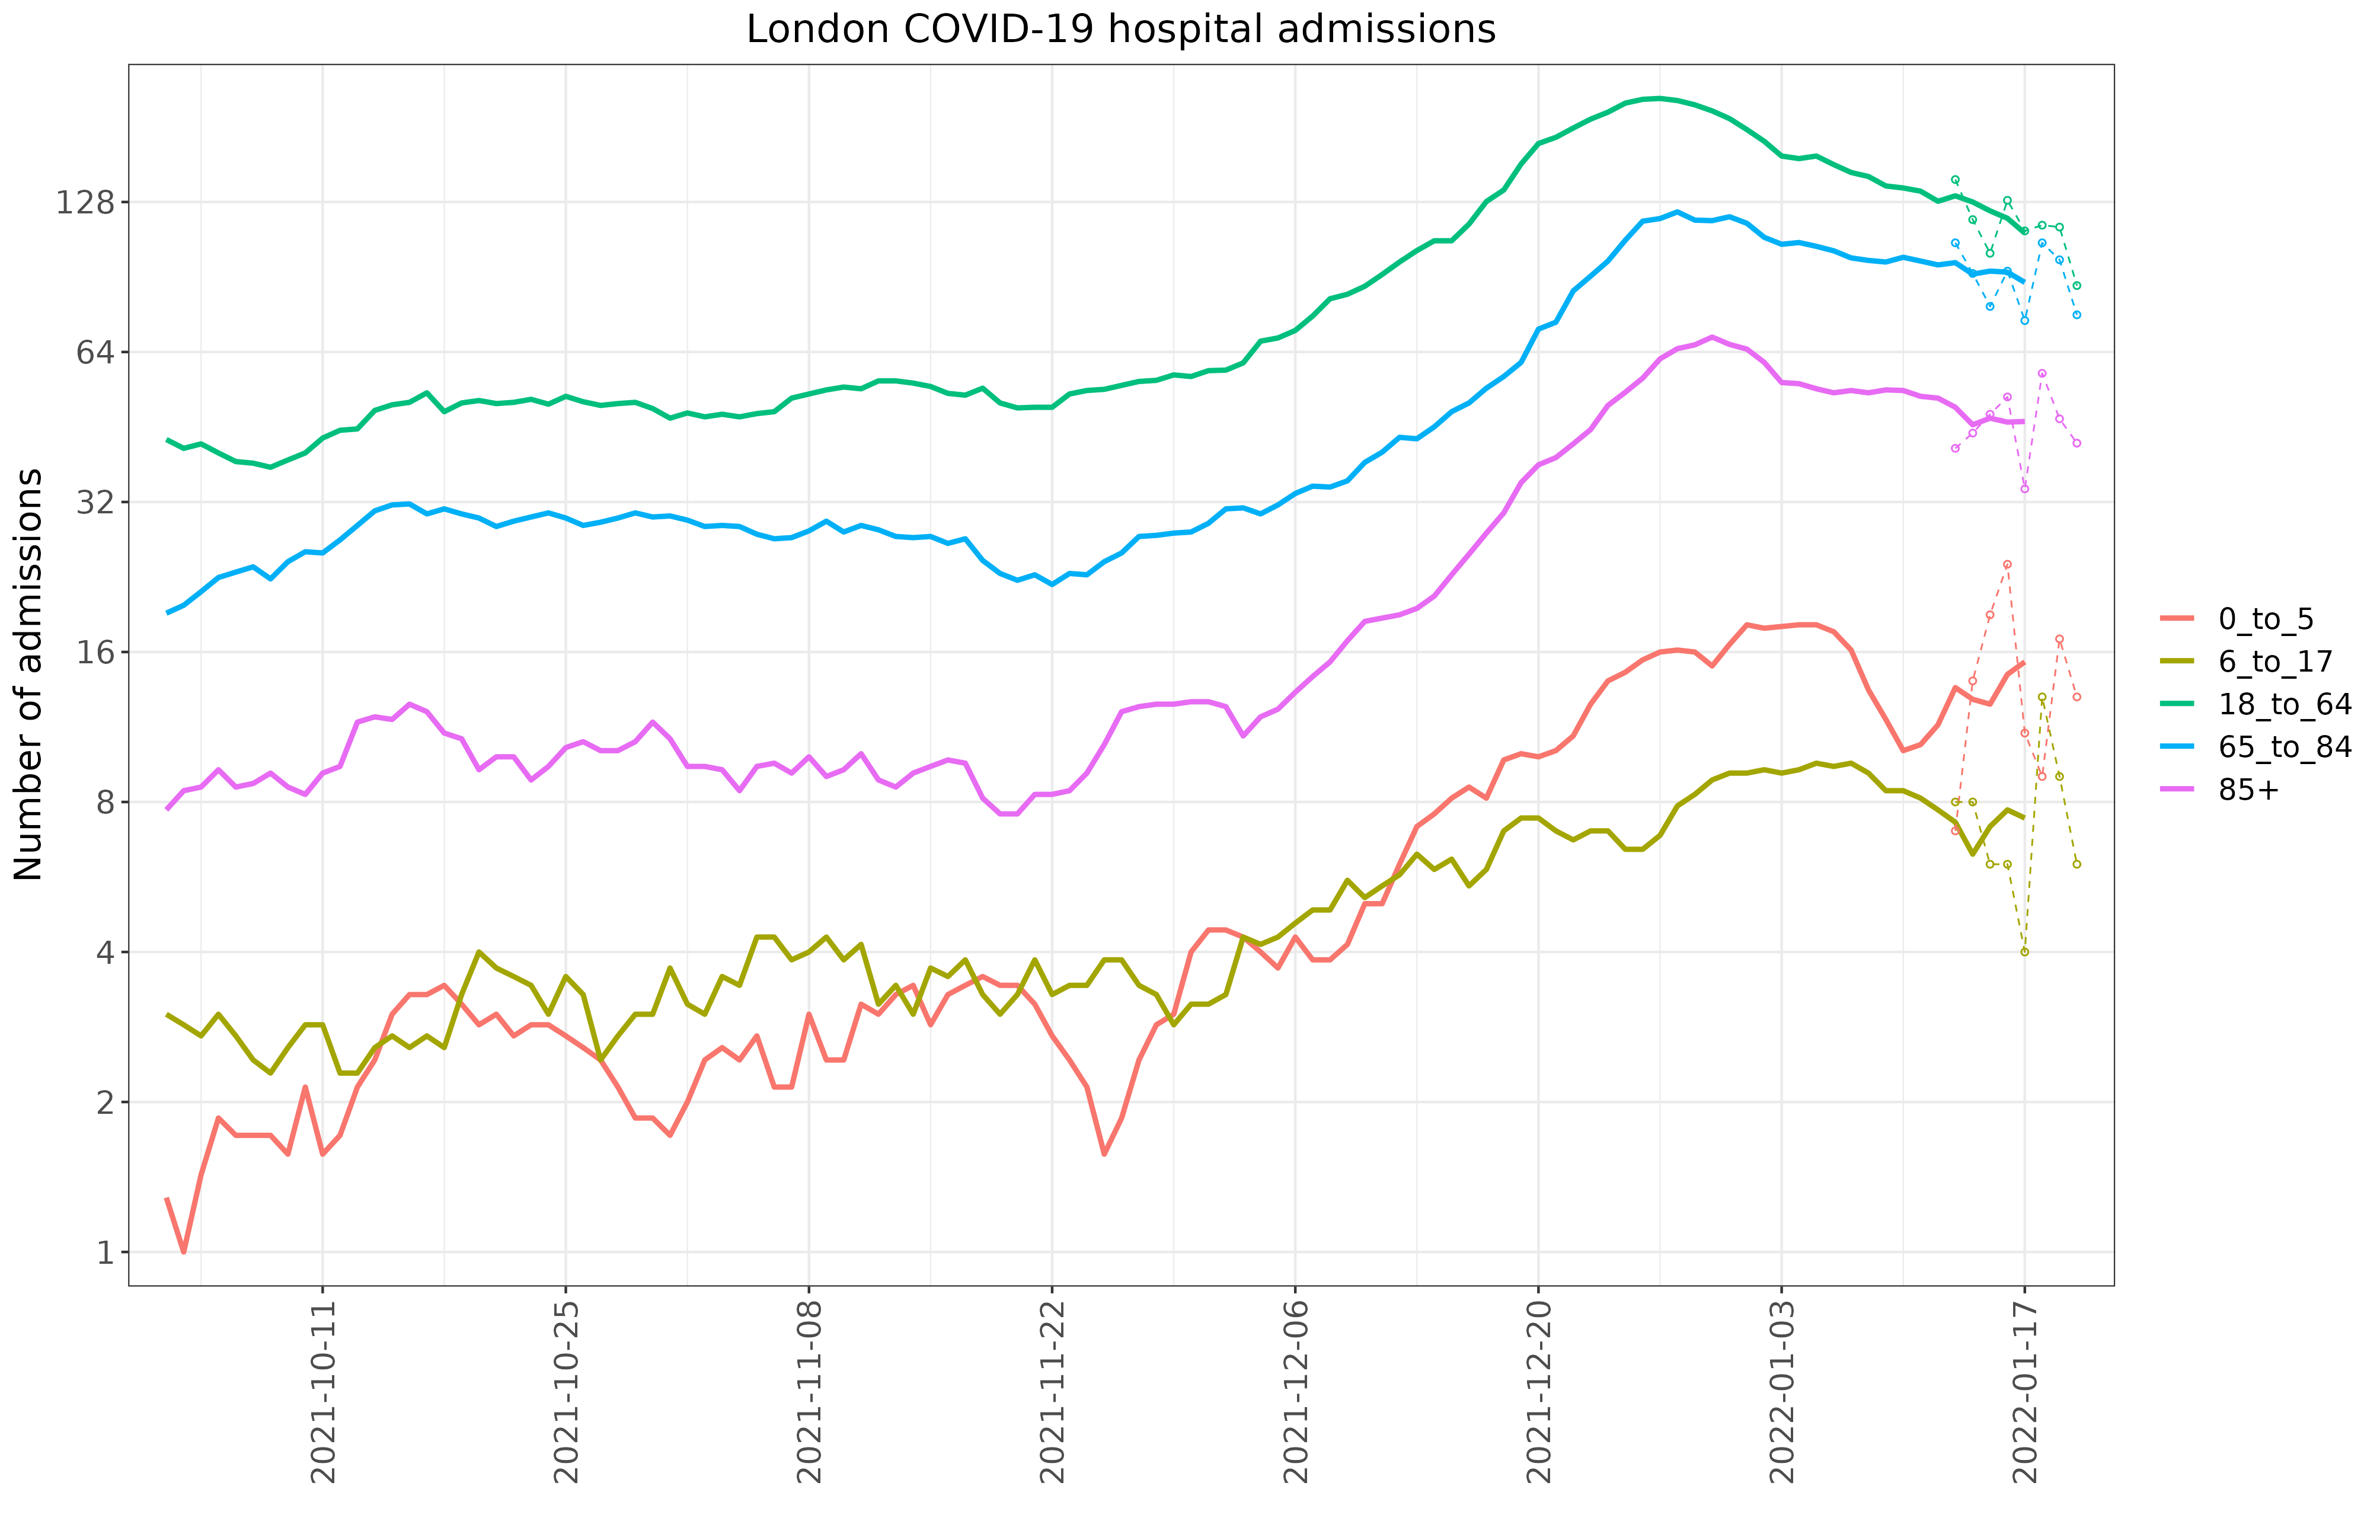 London COVID-19 hospital admissions
Number of admissions
128
64
32
16
8
4
2
1
2021-10-11
2021-10-25
2021-11-08
2021-11-22
2021-12-06
2021-12-20
2022-01-03
2022-01-17
0_to_5
6_to_17
18_to_64
65_to_84
85+